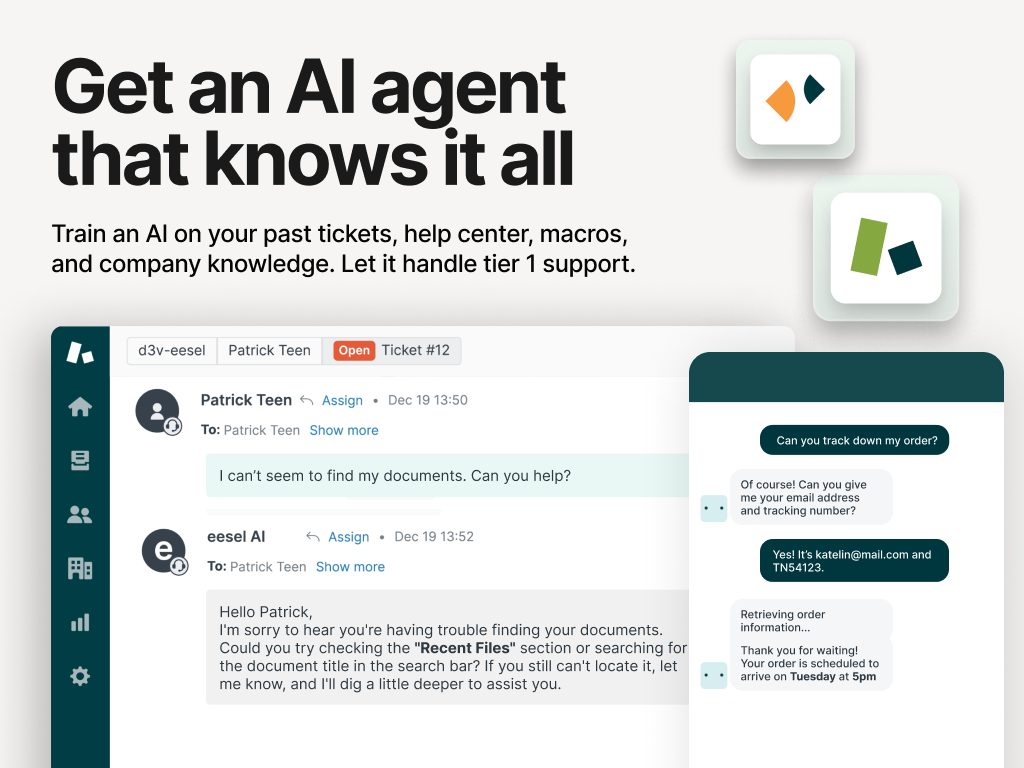 Get an AI agent
that knows it all
Train an AI on your past tickets, help center, macros,
and company knowledge. Let it handle tier 1 support.
d3v-eesel
Patrick Teen
Open Ticket #12
Patrick Teen Assign • Dec 19 13:50
To: Patrick Teen Show more
I can’t seem to find my documents. Can you help?
e
eesel AI Assign • Dec 19 13:52
To: Patrick Teen Show more
Hello Patrick,
I'm sorry to hear you're having trouble finding your documents.
Could you try checking the "Recent Files" section or searching for
the document title in the search bar? If you still can't locate it, let
me know, and I'll dig a little deeper to assist you.
Can you track down my order?
Of course! Can you give
me your email address
and tracking number?
Yes! It’s katelin@mail.com and
TN54123.
Retrieving order
information...
Thank you for waiting!
Your order is scheduled to
arrive on Tuesday at 5pm